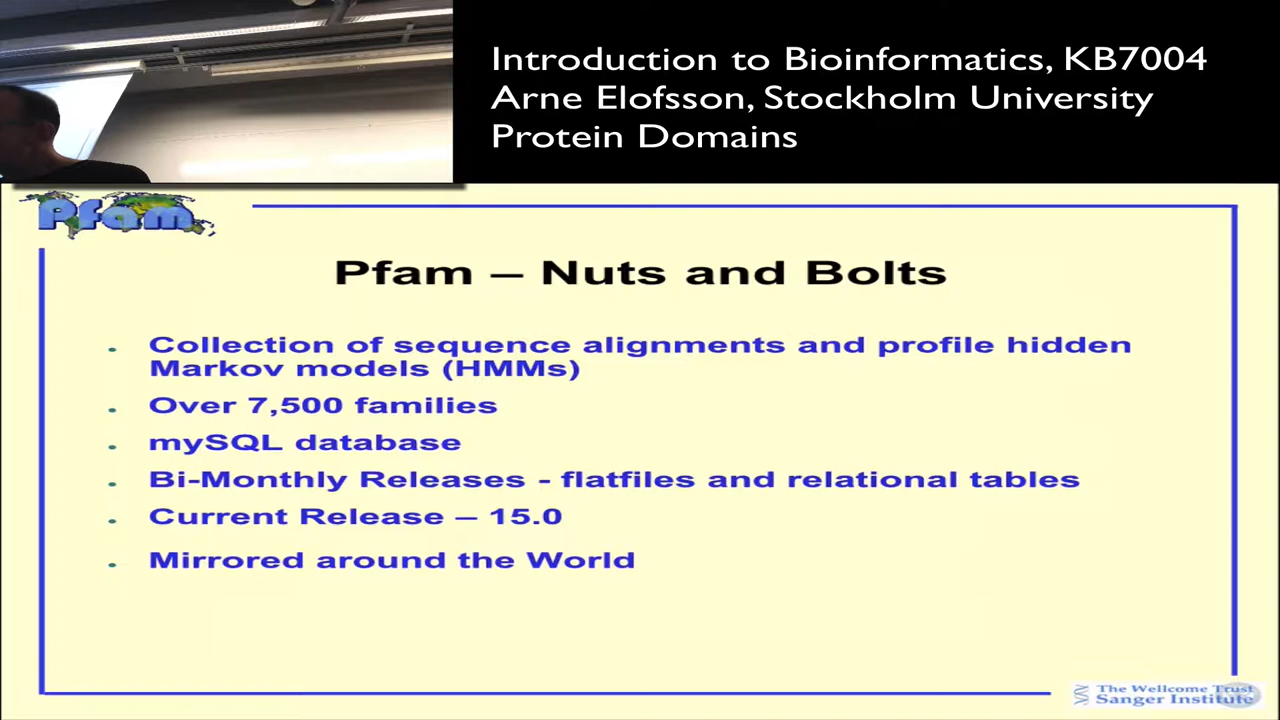 Introduction to Bioinformatics, KB7004
Arne Elofsson, Stockholm University
Protein Domains
Pfam
Pfam – Nuts and Bolts
Collection of sequence alignments and profile hidden
Markov models (HMMs)
Over 7,500 families
mySQL database
Bi-Monthly Releases - flatfiles and relational tables
Current Release – 15.0
Mirrored around the World
The Wellcome Trust
Sanger Institute